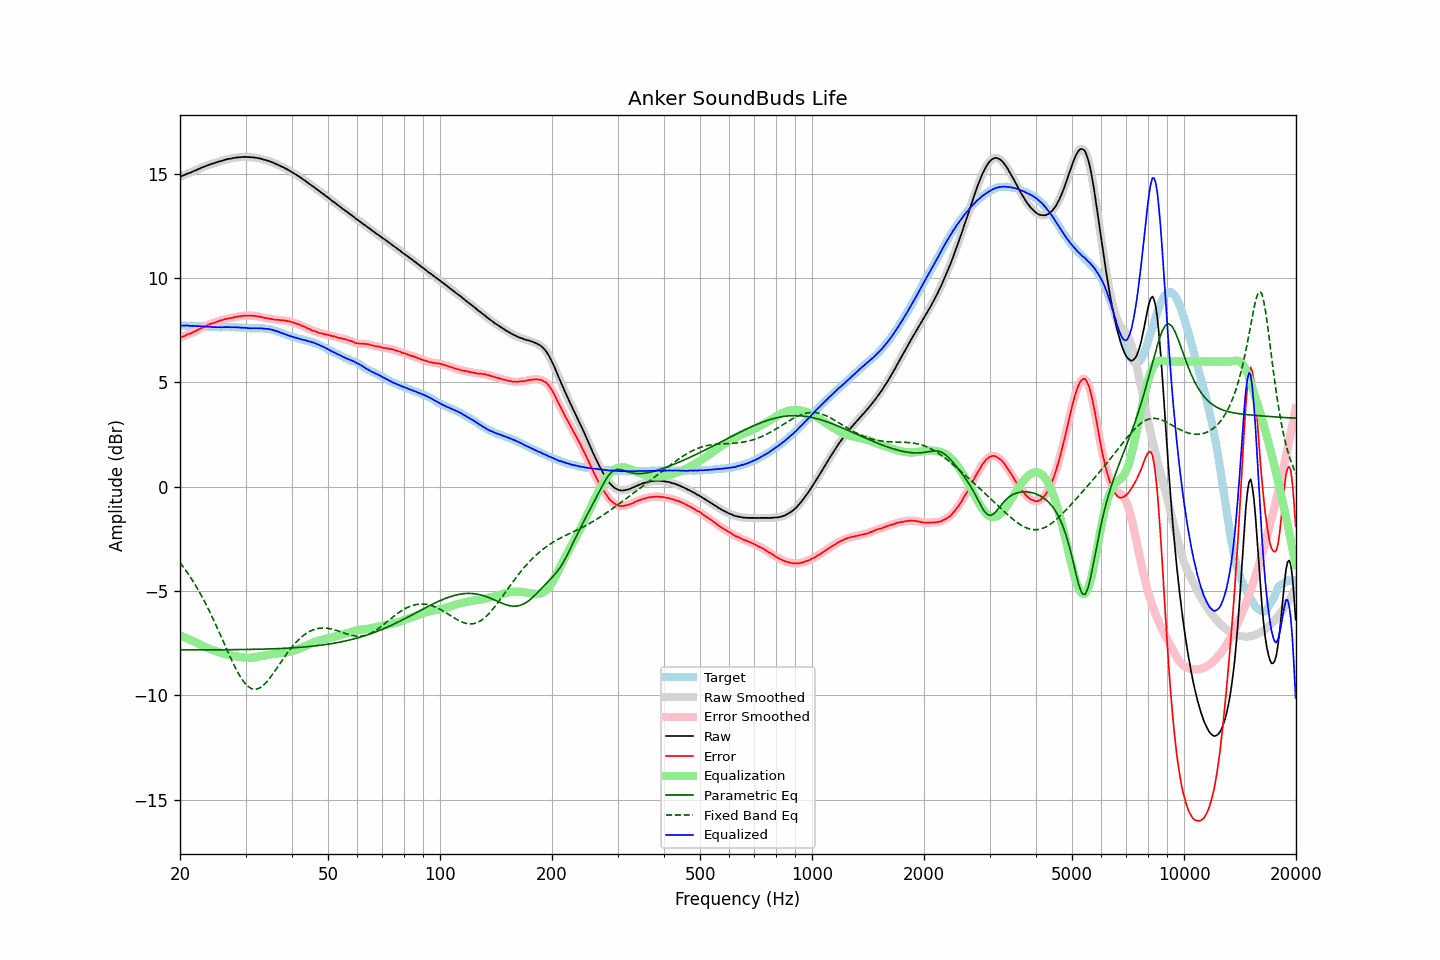 Anker SoundBuds Life
Amplitude (dBr)
15
10
5
0
−5
−10
−15
Target
Raw Smoothed
Error Smoothed
Raw
Error
Equalization
Parametric Eq
Fixed Band Eq
Equalized
20 50 100 200 500 1000 2000 5000 10000 20000
Frequency (Hz)